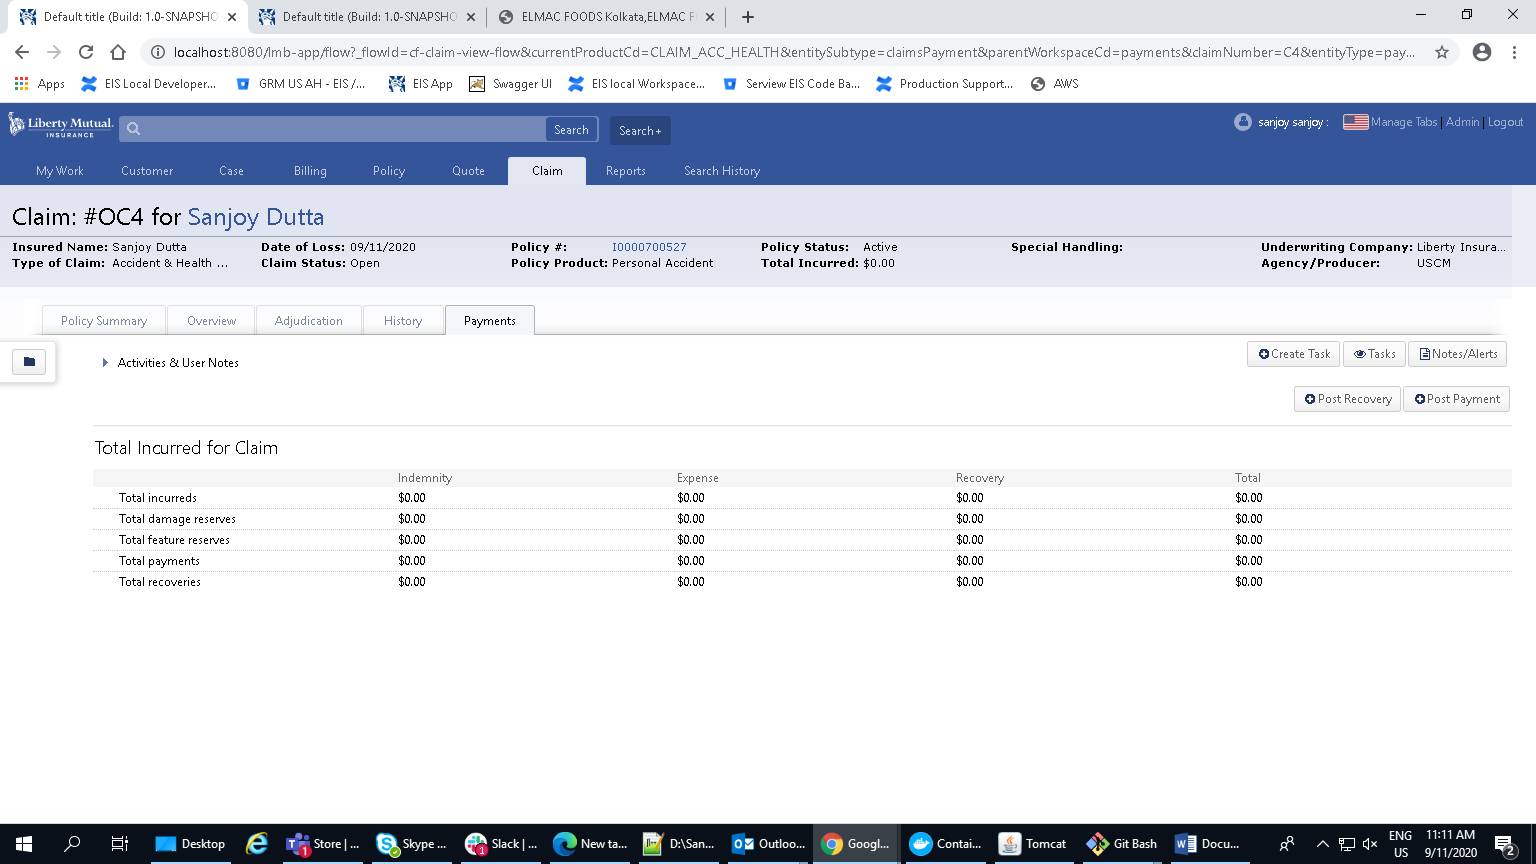 Default title (Build: 1.0-SNAPSHO
Default title (Build: 1.0-SNAPSHO
ELMAC FOODS Kolkata,ELMAC F
localhost:8080/lmb-app/flow?_flowId=cf-claim-view-flow&currentProductCd=CLAIM_ACC_HEALTH&entitySubtype=claimsPayment&parentWorkspaceCd=payments&claimNumber=C4&entityType=pay...
Apps EIS Local Developer... GRM US AH - EIS /... EIS App Swagger UI EIS local Workspace... Serview EIS Code Ba... Production Support... AWS
Liberty Mutual.
INSURANCE
Search Search+ sanjoy sanjoy : Manage Tabs | Admin | Logout
My Work Customer Case Billing Policy Quote Claim Reports Search History
Claim: #OC4 for Sanjoy Dutta
Insured Name: Sanjoy Dutta Date of Loss: 09/11/2020 Policy #: I0000700527 Policy Status: Active Special Handling: Underwriting Company: Liberty Insura...
Type of Claim: Accident & Health ... Claim Status: Open Policy Product: Personal Accident Total Incurred: $0.00 Agency/Producer: USCM
Policy Summary Overview Adjudication History Payments
Activities & User Notes Create Task Tasks Notes/Alerts
Post Recovery Post Payment
Total Incurred for Claim
Indemnity Expense Recovery Total
Total incurreds $0.00 $0.00 $0.00 $0.00
Total damage reserves $0.00 $0.00 $0.00 $0.00
Total feature reserves $0.00 $0.00 $0.00 $0.00
Total payments $0.00 $0.00 $0.00 $0.00
Total recoveries $0.00 $0.00 $0.00 $0.00
Desktop 1 Store | ... Skype ... 1 Slack | ... New ta... D:\San... Outloo... Googl... Contai... Tomcat Git Bash Docu...
ENG
US
11:11 AM
9/11/2020
2